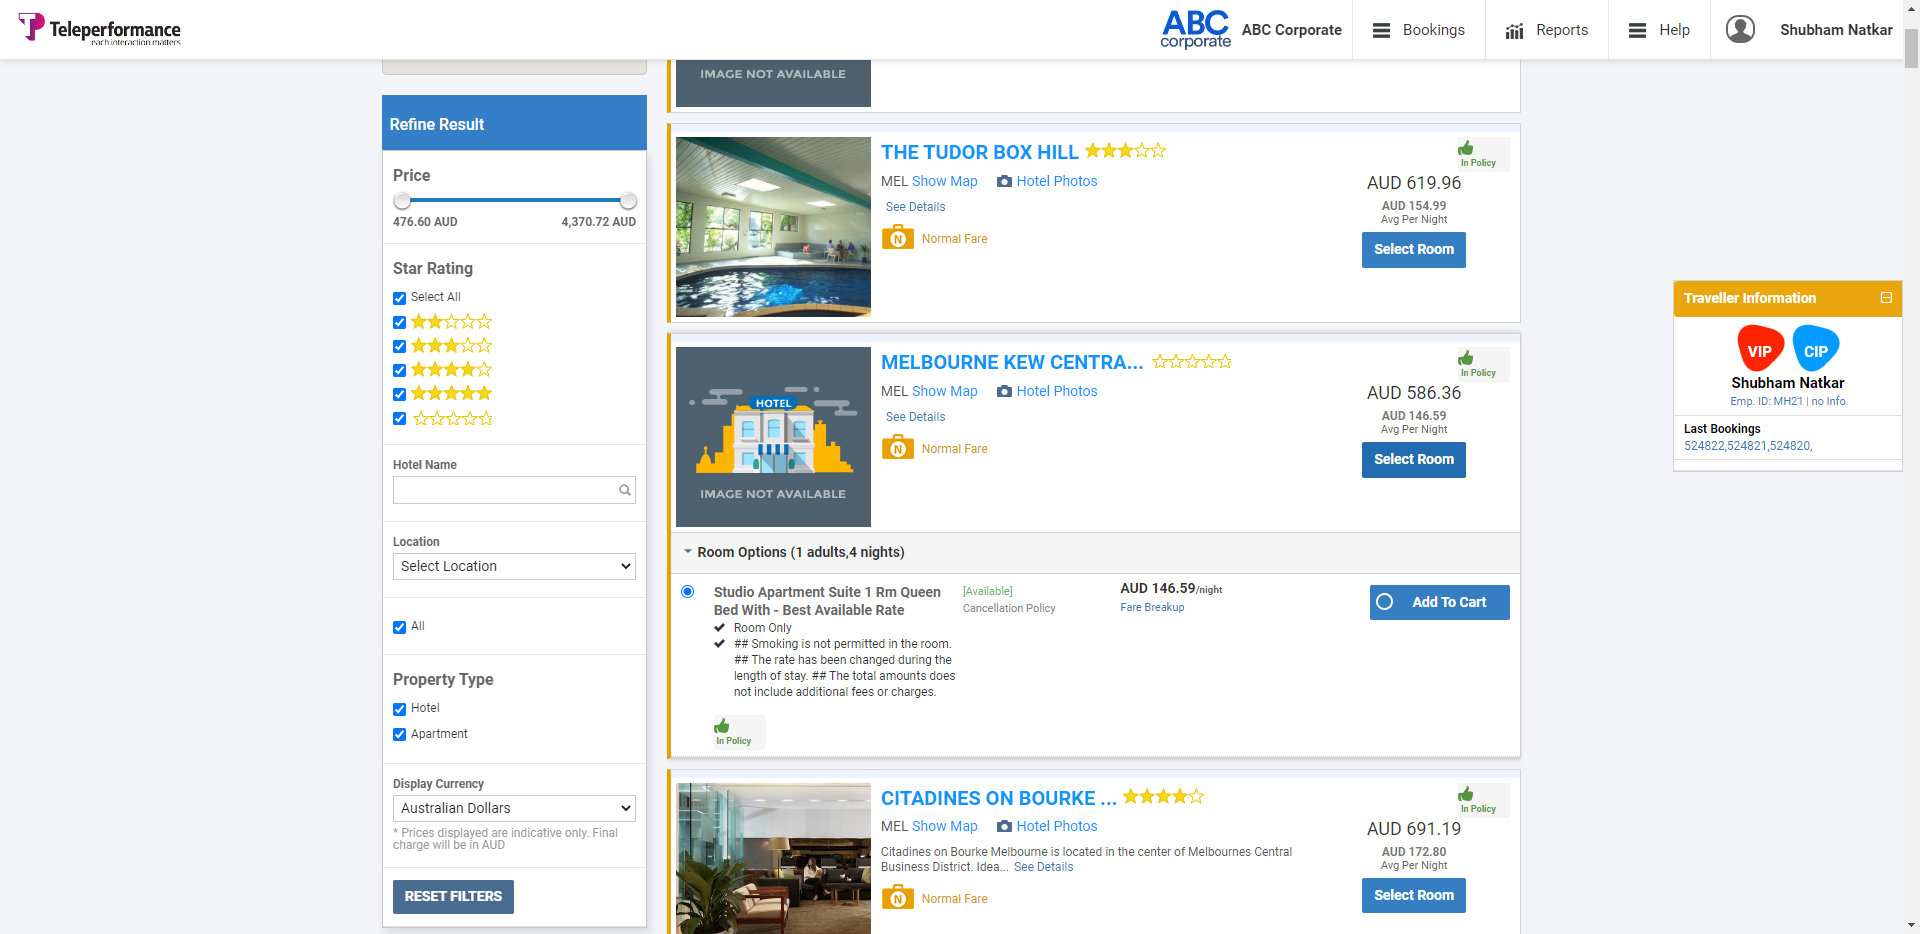 Teleperformance
each interaction matters
ABC
corporate
ABC Corporate
Bookings
Reports
Help
Shubham Natkar
Refine Result
Price
476.60 AUD
4,370.72 AUD
Star Rating
Select All
Hotel Name
Location
Select Location
All
Property Type
Hotel
Apartment
Display Currency
Australian Dollars
* Prices displayed are indicative only. Final
charge will be in AUD
RESET FILTERS
IMAGE NOT AVAILABLE
THE TUDOR BOX HILL
MEL Show Map Hotel Photos
See Details
N Normal Fare
In Policy
AUD 619.96
AUD 154.99
Avg Per Night
Select Room
HOTEL
IMAGE NOT AVAILABLE
MELBOURNE KEW CENTRA...
MEL Show Map Hotel Photos
See Details
N Normal Fare
In Policy
AUD 586.36
AUD 146.59
Avg Per Night
Select Room
Room Options (1 adults,4 nights)
Studio Apartment Suite 1 Rm Queen
Bed With - Best Available Rate
Room Only
## Smoking is not permitted in the room.
## The rate has been changed during the
length of stay. ## The total amounts does
not include additional fees or charges.
In Policy
[Available]
Cancellation Policy
AUD 146.59/night
Fare Breakup
Add To Cart
CITADINES ON BOURKE ...
MEL Show Map Hotel Photos
Citadines on Bourke Melbourne is located in the center of Melbournes Central
Business District. Idea... See Details
N Normal Fare
In Policy
AUD 691.19
AUD 172.80
Avg Per Night
Select Room
Traveller Information
VIP
CIP
Shubham Natkar
Emp. ID: MH21 | no Info
Last Bookings
524822,524821,524820,